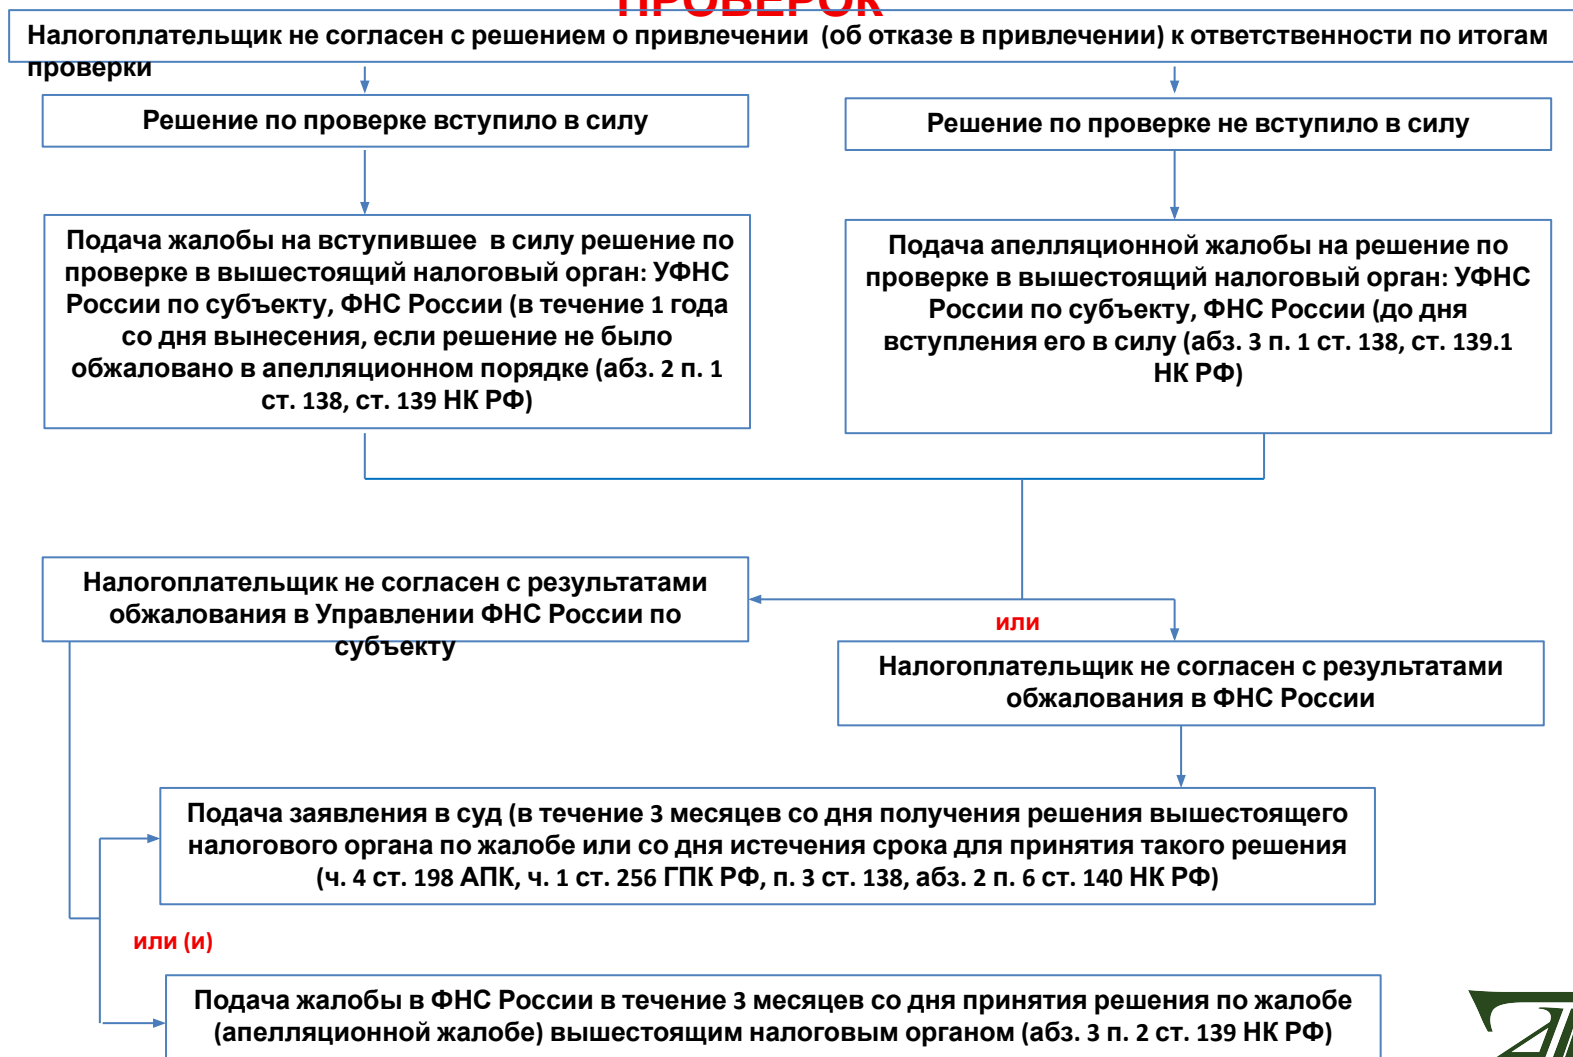 ПРОВЕРОК
Налогоплательщик не согласен с решением о привлечении (об отказе в привлечении) к ответственности по итогам
проверки
Решение по проверке вступило в силу
Решение по проверке не вступило в силу
Подача жалобы на вступившее в силу решение по
проверке в вышестоящий налоговый орган: УФНС
России по субъекту, ФНС России (в течение 1 года
со дня вынесения, если решение не было
обжаловано в апелляционном порядке (абз. 2 п. 1
ст. 138, ст. 139 НК РФ)
Подача апелляционной жалобы на решение по
проверке в вышестоящий налоговый орган: УФНС
России по субъекту, ФНС России (до дня
вступления его в силу (абз. 3 п. 1 ст. 138, ст. 139.1
НК РФ)
Налогоплательщик не согласен с результатами
обжалования в Управлении ФНС России по
субъекту
или
Налогоплательщик не согласен с результатами
обжалования в ФНС России
Подача заявления в суд (в течение 3 месяцев со дня получения решения вышестоящего
налогового органа по жалобе или со дня истечения срока для принятия такого решения
(ч. 4 ст. 198 АПК, ч. 1 ст. 256 ГПК РФ, п. 3 ст. 138, абз. 2 п. 6 ст. 140 НК РФ)
или (и)
Подача жалобы в ФНС России в течение 3 месяцев со дня принятия решения по жалобе
(апелляционной жалобе) вышестоящим налоговым органом (абз. 3 п. 2 ст. 139 НК РФ)